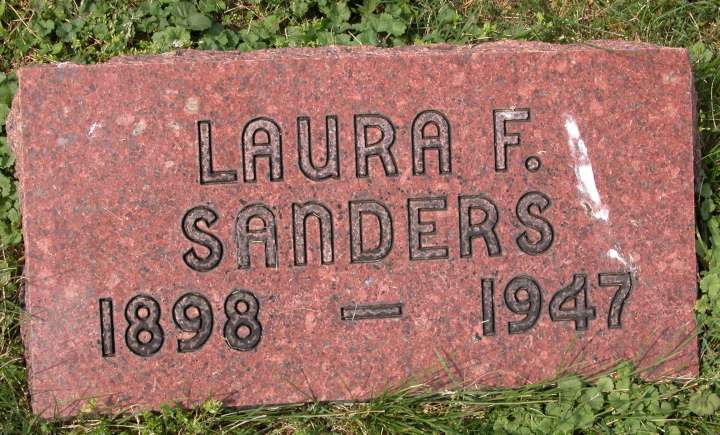 LAURA F.
SANDERS
1898 — 1947